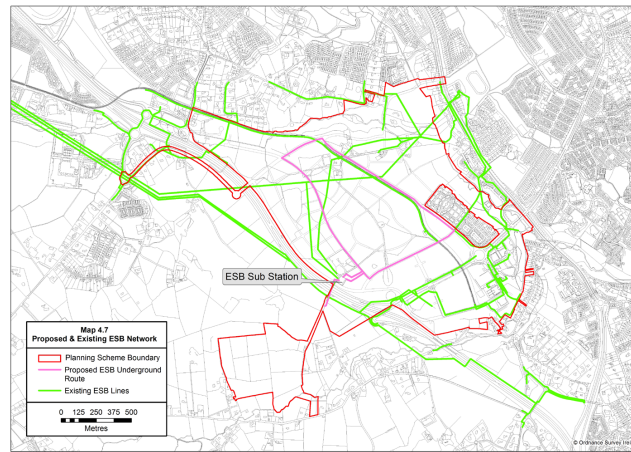 ESB Sub Station
Map 4.7
Proposed & Existing ESB Network
Planning Scheme Boundary
Proposed ESB Underground
Route
Existing ESB Lines
0 125 250 375 500
Metres
© Ordnance Survey Irel